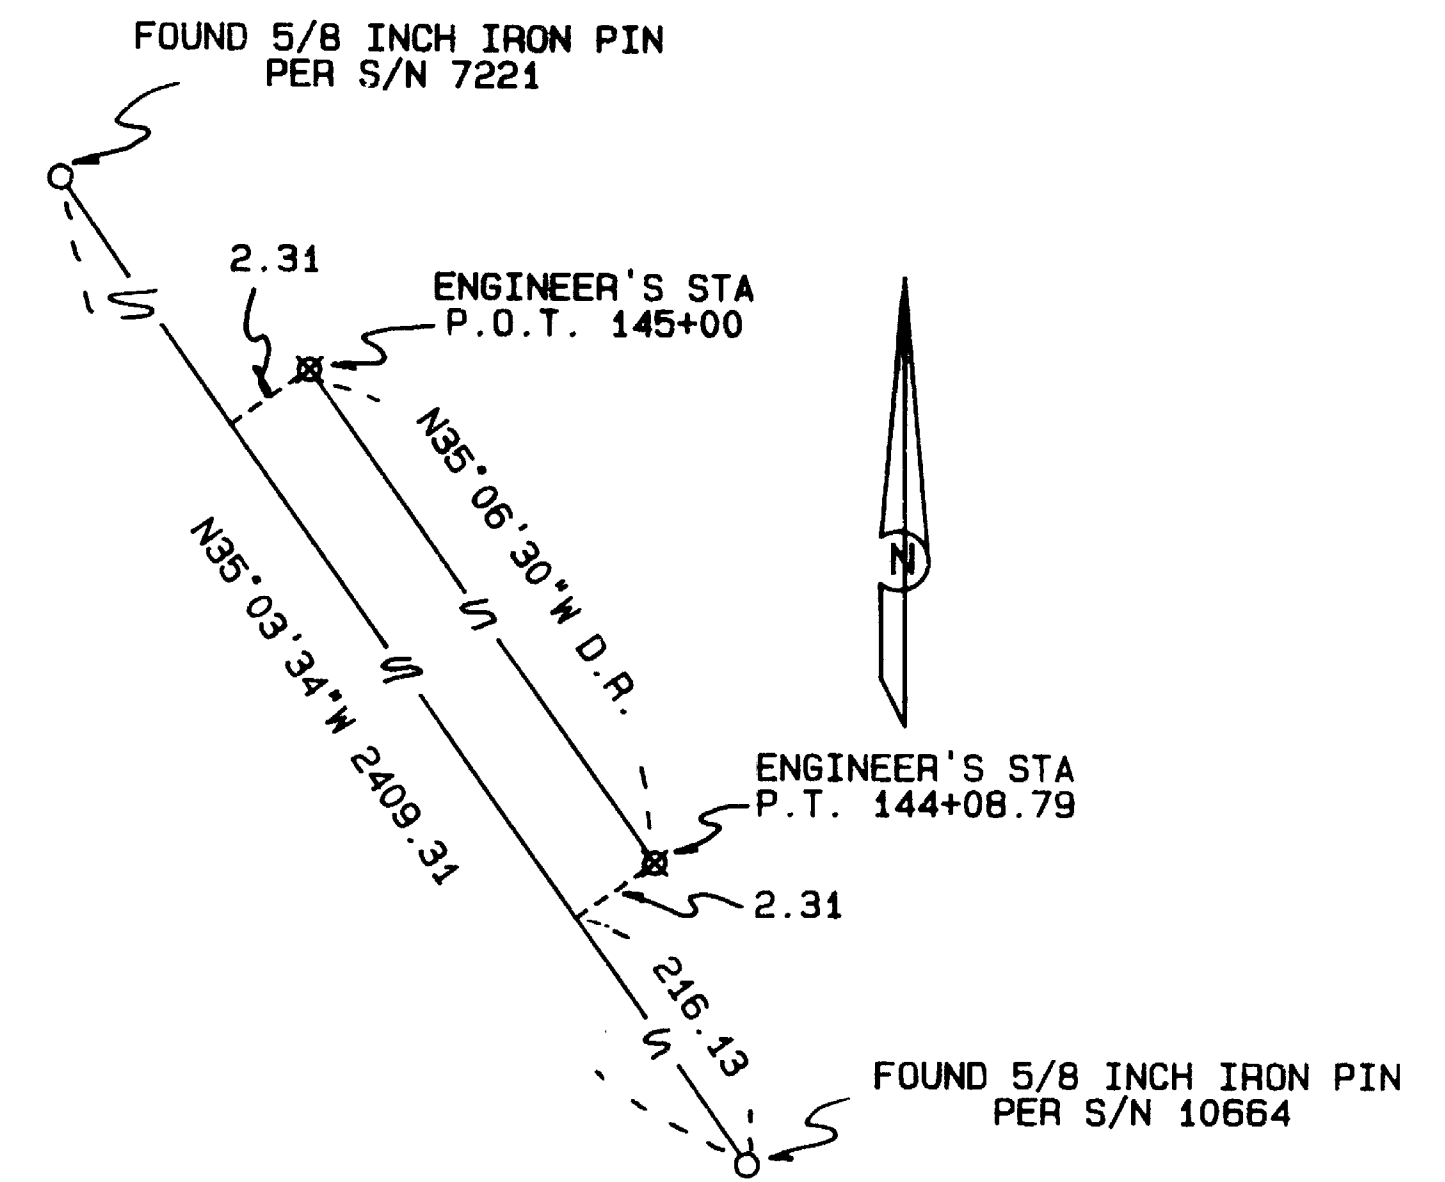 FOUND 5/8 INCH IRON PIN
PER S/N 7221
2.31
ENGINEER'S STA
P.O.T. 145+00
N35°06'30"W D.R.
N35°03'34"W 2409.31
N
ENGINEER'S STA
P.T. 144+08.79
2.31
216.13
FOUND 5/8 INCH IRON PIN
PER S/N 10664